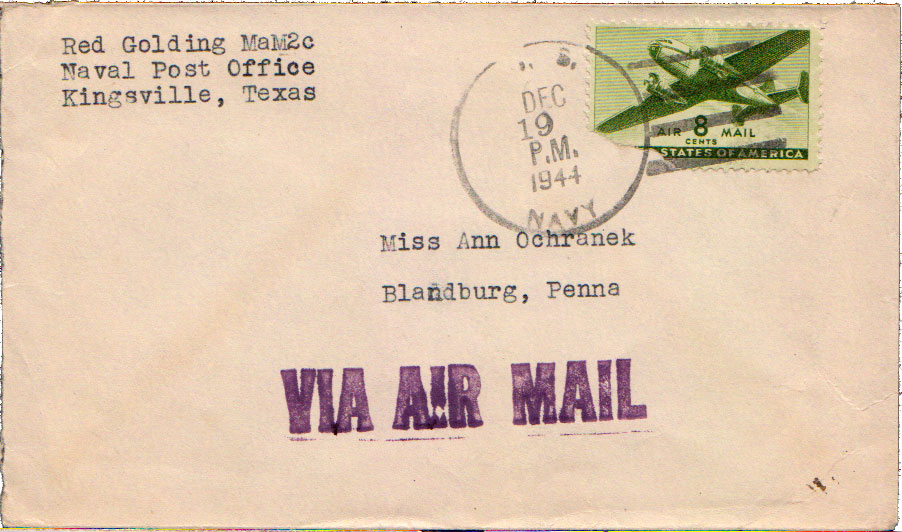 Red Golding MaM2c
Naval Post Office
Kingsville, Texas
. S.
DEC
19
P.M.
1944
NAVY
AIR 8 MAIL
CENTS
STATES OF AMERICA
Miss Ann Ochranek
Blandburg, Penna
VIA AIR MAIL